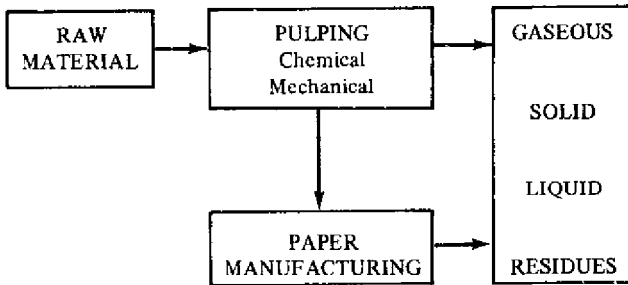 RAW
MATERIAL
PULPING
Chemical
Mechanical
PAPER
MANUFACTURING
GASEOUS
SOLID
LIQUID
RESIDUES